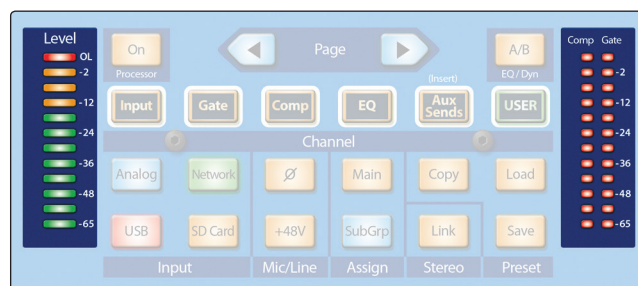 Level
OL
-2
-12
-24
-36
-48
-65
On
Processor
Page
A/B
EQ / Dyn
(Insert)
Input
Gate
Comp
EQ
Aux Sends
USER
Channel
Analog
Network
Ø
Main
Copy
Load
USB
SD Card
+48V
SubGrp
Link
Save
Input
Mic/Line
Assign
Stereo
Preset
Comp Gate
-2
-12
-24
-36
-48
-65